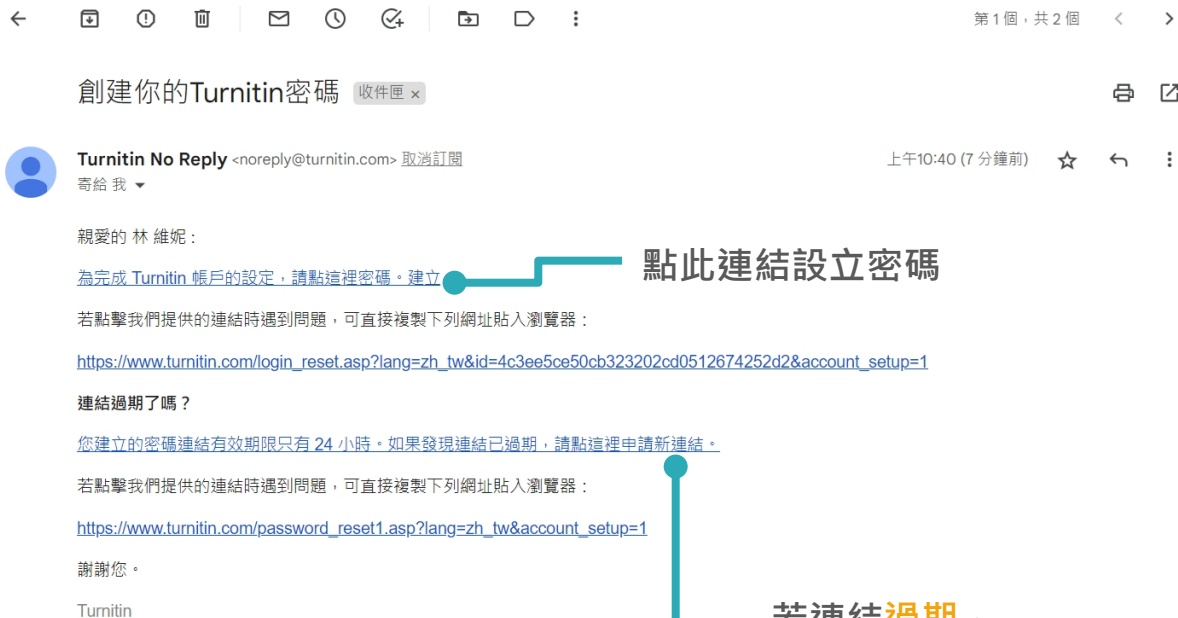 第 1 個，共 2 個
創建你的Turnitin密碼 收件匣 ×
Turnitin No Reply <noreply@turnitin.com> 取消訂閱
上午10:40 (7 分鐘前)
寄給 我
親愛的 林 維妮：
為完成 Turnitin 帳戶的設定，請點這裡密碼。建立
點此連結設立密碼
若點擊我們提供的連結時遇到問題，可直接複製下列網址貼入瀏覽器：
https://www.turnitin.com/login_reset.asp?lang=zh_tw&id=4c3ee5ce50cb323202cd0512674252d2&account_setup=1
連結過期了嗎？
您建立的密碼連結有效期限只有 24 小時。如果發現連結已過期，請點這裡申請新連結。
若點擊我們提供的連結時遇到問題，可直接複製下列網址貼入瀏覽器：
https://www.turnitin.com/password_reset1.asp?lang=zh_tw&account_setup=1
謝謝您。
Turnitin
若連結過期，